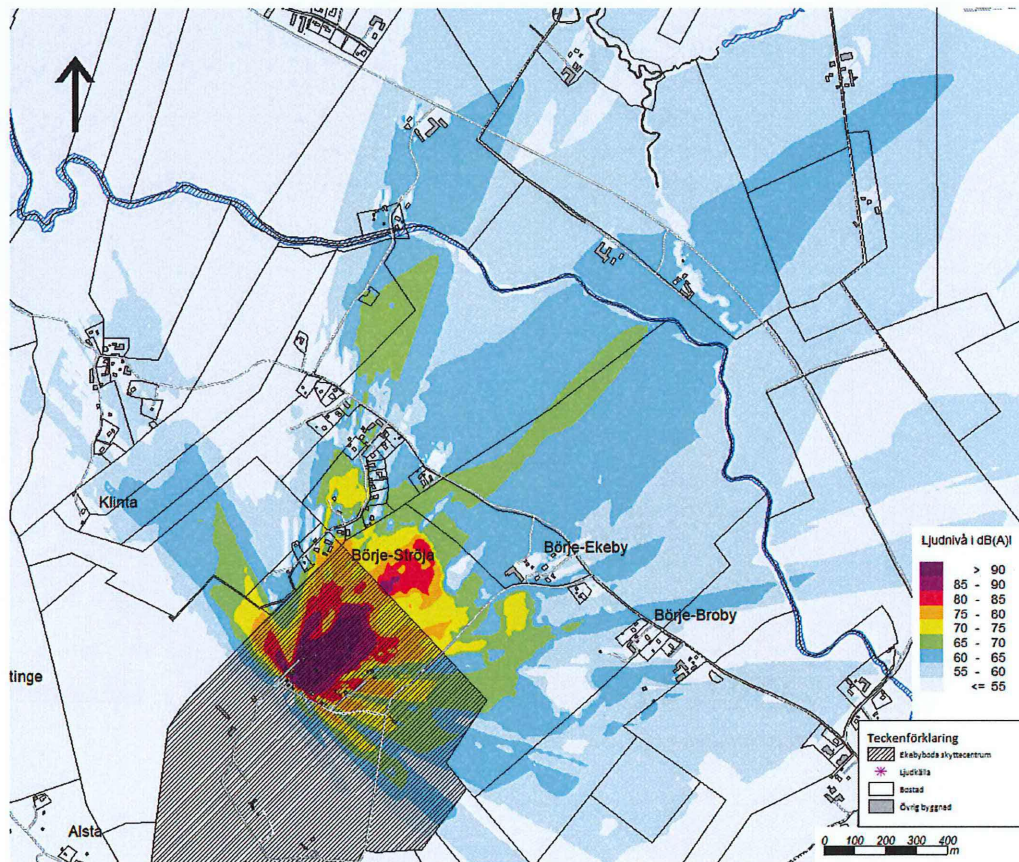 Klinta
Börje-Ströja
Börje-Ekeby
Börje-Broby
tinge
Alsta
Ljudnivå i dB(A)I
> 90
85 - 90
80 - 85
75 - 80
70 - 75
65 - 70
60 - 65
55 - 60
<= 55
Teckenförklaring
Ekebyboda skyttecentrum
Ljudkälla
Bostad
Övrig byggnad
0 100 200 300 400
m